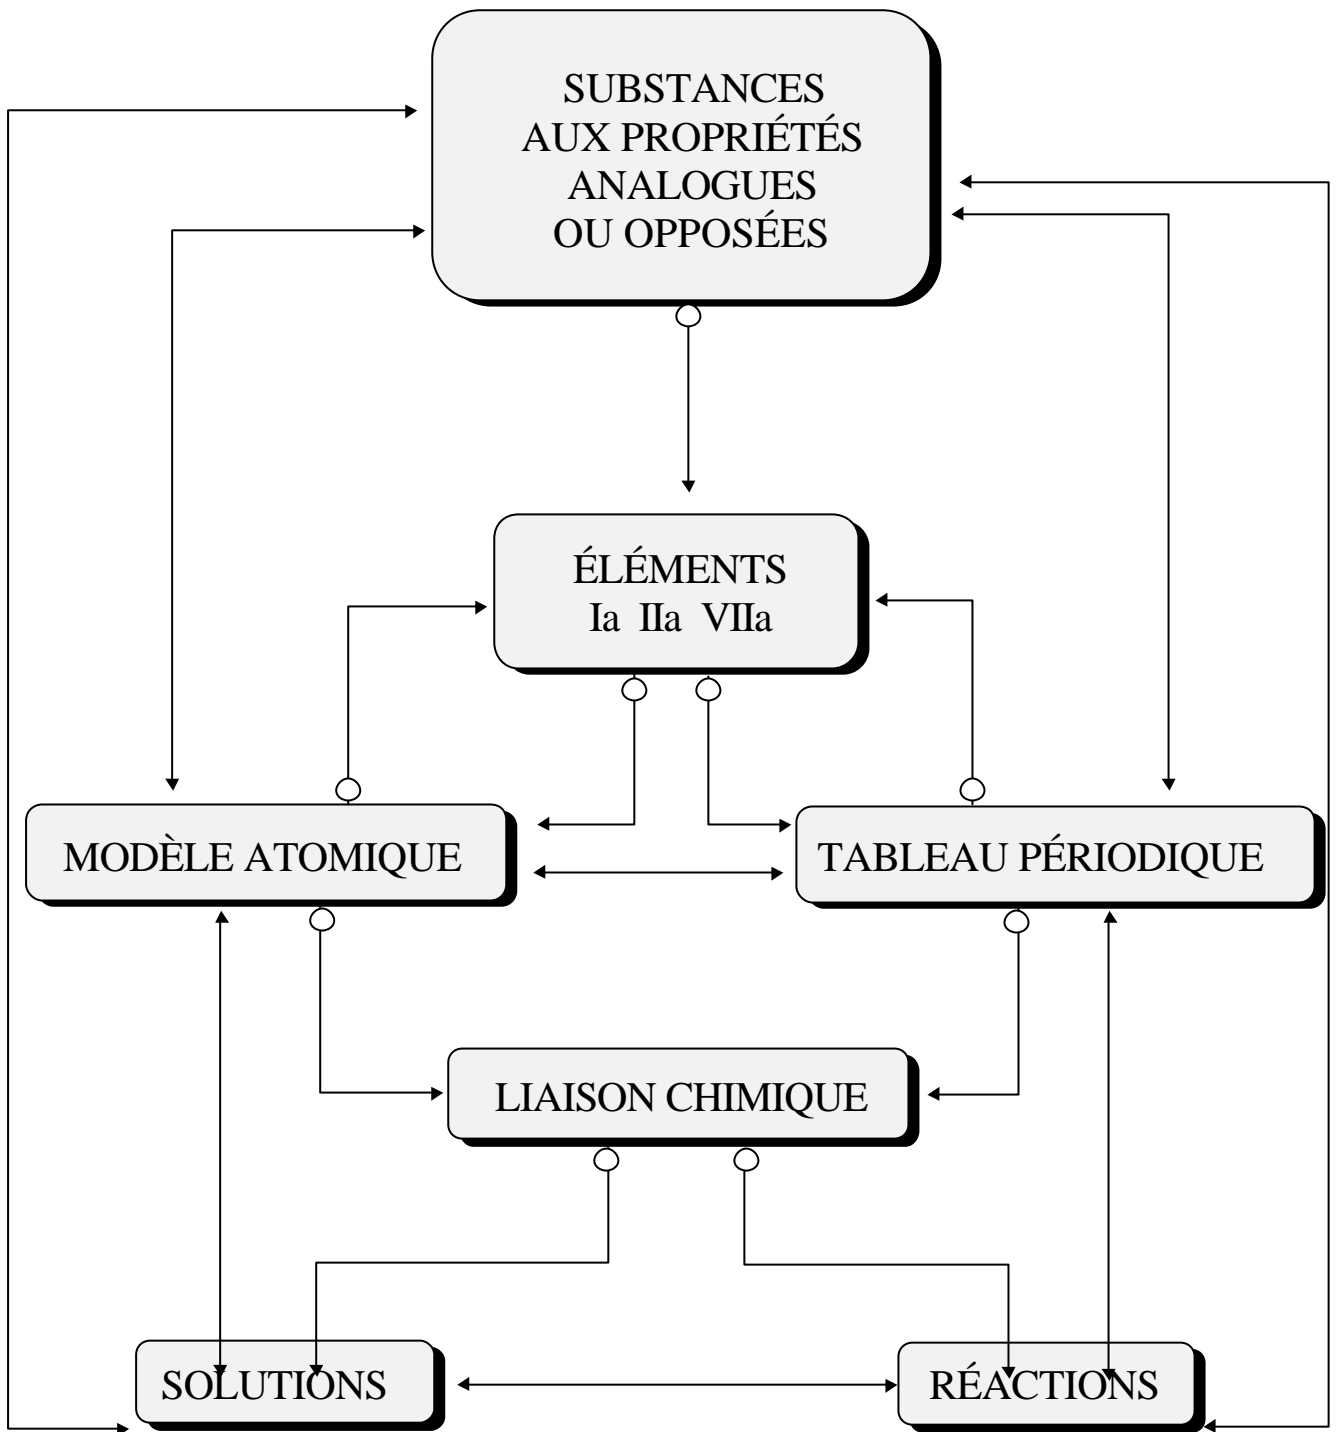 SUBSTANCES
AUX PROPRIÉTÉS
ANALOGUES
OU OPPOSÉES
ÉLÉMENTS
Ia IIa VIIa
MODÈLE ATOMIQUE
TABLEAU PÉRIODIQUE
LIAISON CHIMIQUE
SOLUTIONS
RÉACTIONS